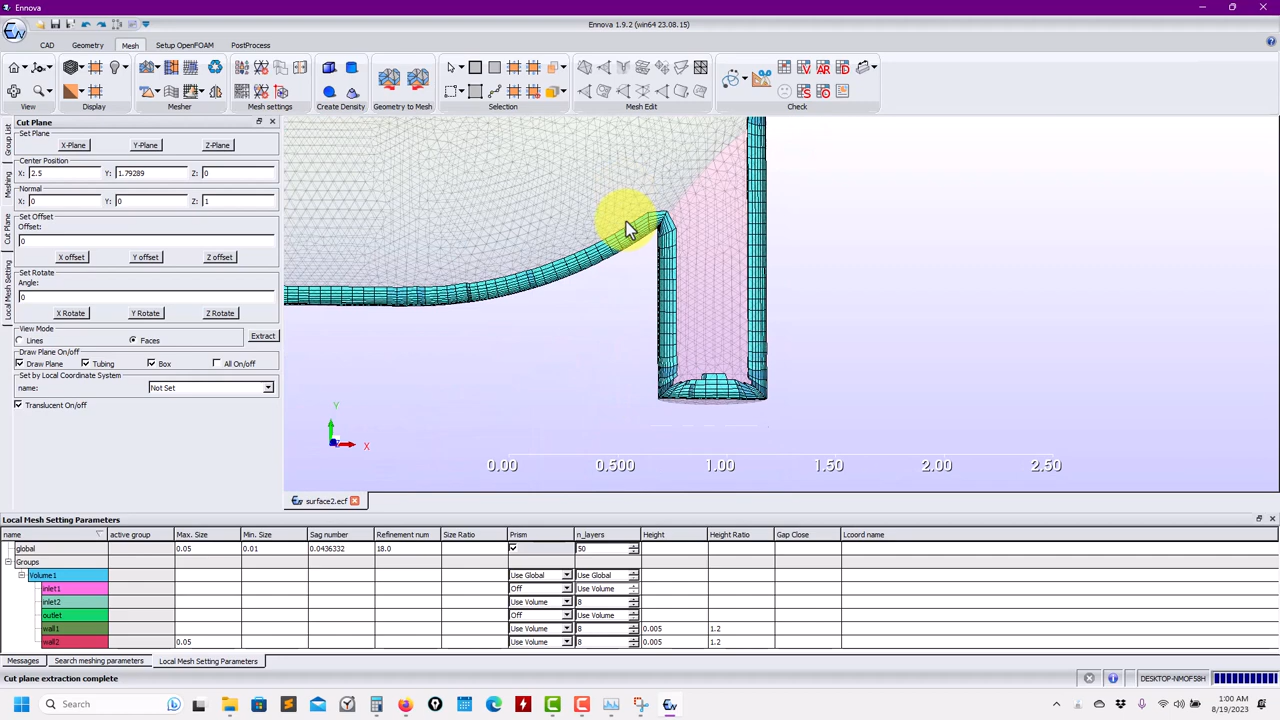 Ennova
Ennova 1.9.2 (win64 23.08.15)
CAD Geometry Mesh Setup OpenFOAM PostProcess
View Display Mesher Mesh settings Create Density Geometry to Mesh Selection Mesh Edit Check
Cut Plane
Set Plane
X-Plane Y-Plane Z-Plane
Center Position
X: 2.5 Y: 1.79289 Z: 0
Normal
X: 0 Y: 0 Z: 1
Set Offset
Offset:
0
X offset Y offset Z offset
Set Rotate
Angle:
0
X Rotate Y Rotate Z Rotate
View Mode
Lines Faces Extract
Draw Plane On/off
Draw Plane Tubing Box All On/off
Set by Local Coordinate System
name: Not Set
Translucent On/off
Group List
Meshing
Cut Plane
Local Mesh Setting
Y
X
0.00 0.500 1.00 1.50 2.00 2.50
surface2.ecf
Local Mesh Setting Parameters
name active group Max. Size Min. Size Sag number Refinement num Size Ratio Prism n_layers Height Height Ratio Gap Close Lcoord name
global 0.05 0.01 0.0436332 18.0 50
Groups
Volume1 Use Global Use Global
inlet1 Off Use Volume
inlet2 Use Volume 8
outlet Off Use Volume
wall1 Use Volume 8 0.005 1.2
wall2 0.05 Use Volume 8 0.005 1.2
Messages Search meshing parameters Local Mesh Setting Parameters
Cut plane extraction complete DESKTOP-NMOF58H
Search 1:00 AM
8/19/2023